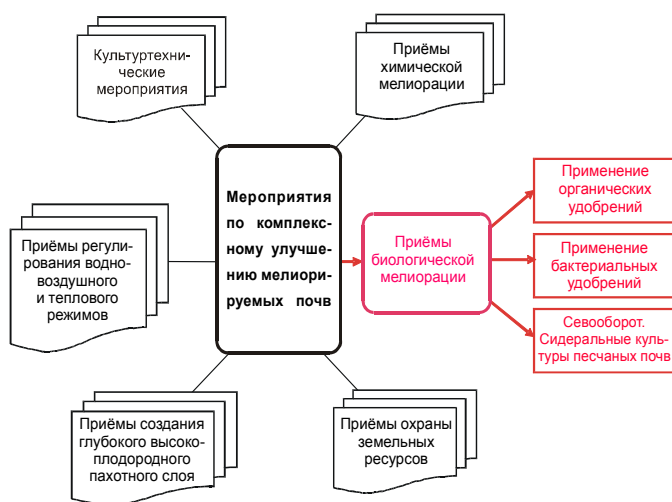 Культуртехни-
ческие
мероприятия
Приёмы
химической
мелиорации
Мероприятия
по комплекс-
ному улучше-
нию мелиори-
руемых почв
Приёмы регули-
рования водно-
воздушного
и теплового
режимов
Приёмы
биологической
мелиорации
Применение
органических
удобрений
Применение
бактериальных
удобрений
Севооборот.
Сидеральные куль-
туры песчаных почв
Приёмы создания
глубокого высоко-
плодородного
пахотного слоя
Приёмы охраны
земельных
ресурсов